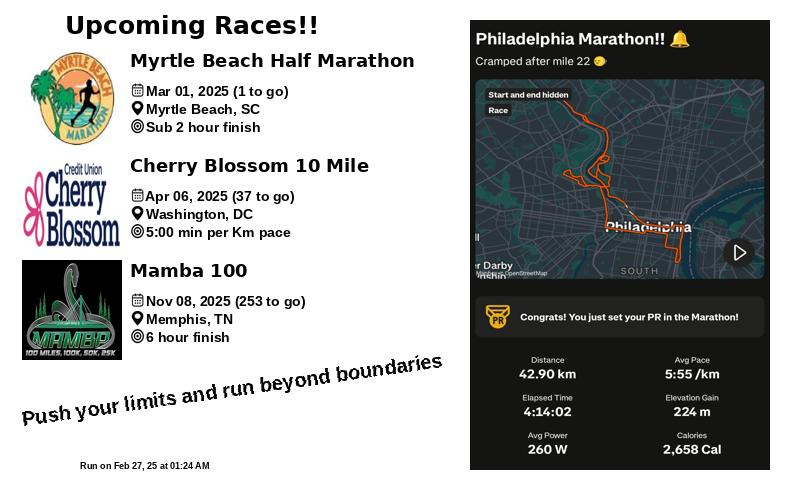 Upcoming Races!!
MYRTLE BEACH
MARATHON
Myrtle Beach Half Marathon
Mar 01, 2025 (1 to go)
Myrtle Beach, SC
Sub 2 hour finish
Credit Union
Cherry
Blossom
Cherry Blossom 10 Mile
Apr 06, 2025 (37 to go)
Washington, DC
5:00 min per Km pace
MAMBA
100 MILES, 100K, 50K, 25K
Mamba 100
Nov 08, 2025 (253 to go)
Memphis, TN
6 hour finish
Push your limits and run beyond boundaries
Run on Feb 27, 25 at 01:24 AM
Philadelphia Marathon!! 🔔
Cramped after mile 22
Start and end hidden
Race
Philadelphia
ll
er Darby
SOUTH
OpenStreetMap
PR
Congrats! You just set your PR in the Marathon!
Distance
42.90 km
Avg Pace
5:55 /km
Elapsed Time
4:14:02
Elevation Gain
224 m
Avg Power
260 W
Calories
2,658 Cal